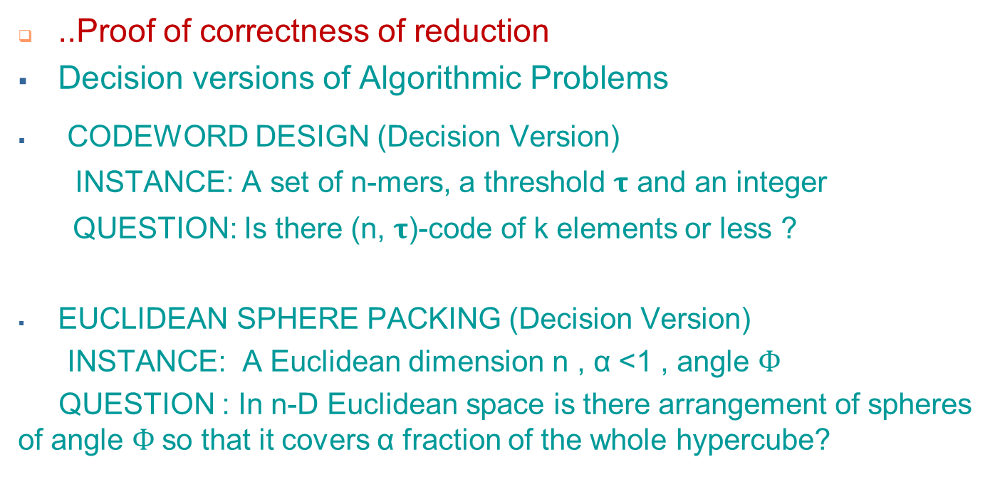 ..Proof of correctness of reduction
Decision versions of Algorithmic Problems
CODEWORD DESIGN (Decision Version)
INSTANCE: A set of n-mers, a threshold τ and an integer
QUESTION: Is there (n, τ)-code of k elements or less ?
EUCLIDEAN SPHERE PACKING (Decision Version)
INSTANCE: A Euclidean dimension n , α <1 , angle Φ
QUESTION : In n-D Euclidean space is there arrangement of spheres
of angle Φ so that it covers α fraction of the whole hypercube?